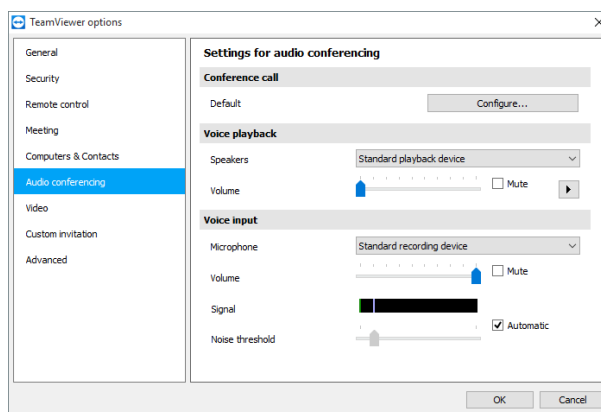 TeamViewer options
General
Security
Remote control
Meeting
Computers & Contacts
Audio conferencing
Video
Custom invitation
Advanced
Settings for audio conferencing
Conference call
Default
Configure...
Voice playback
Speakers
Standard playback device
Volume
Mute
Voice input
Microphone
Standard recording device
Volume
Mute
Signal
Automatic
Noise threshold
OK
Cancel